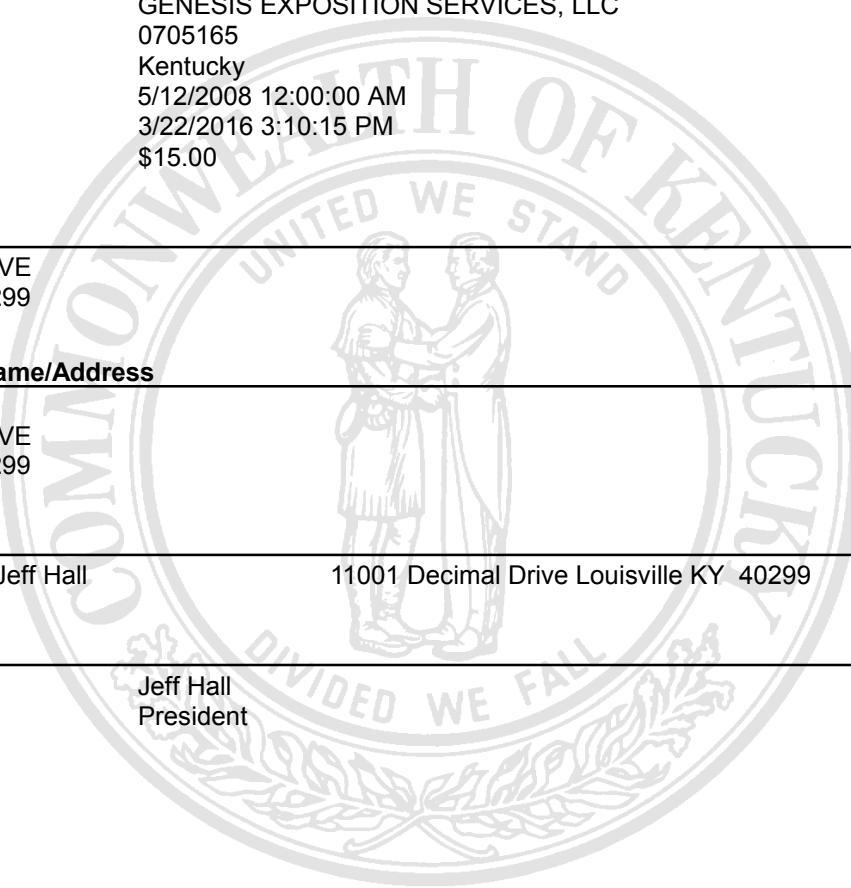 GENESIS EXPOSITION SERVICES, LLC
0705165
Kentucky
5/12/2008 12:00:00 AM
3/22/2016 3:10:15 PM
$15.00
COMMONWEALTH OF KENTUCKY
UNITED WE STAND
VE
299
ame/Address
VE
299
Jeff Hall 11001 Decimal Drive Louisville KY 40299
DIVIDED WE FALL
Jeff Hall
President